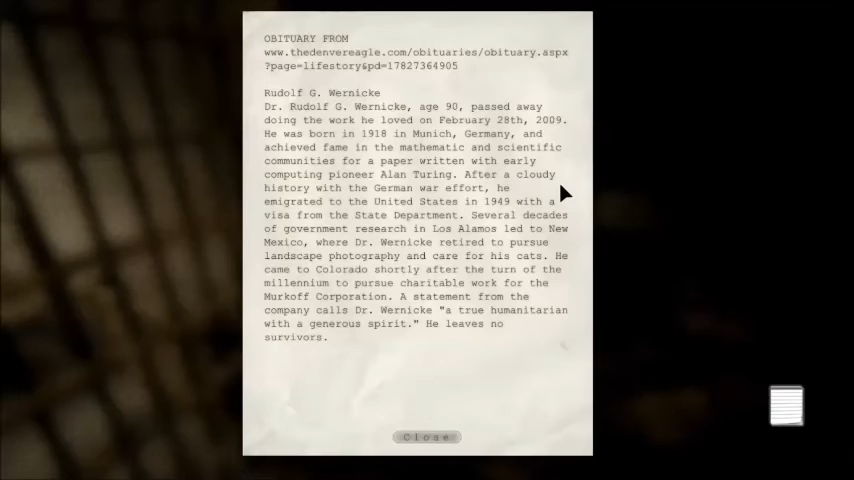 OBITUARY FROM
www.thedenvereagle.com/obituaries/obituary.aspx
?page=lifestory&pd=17827364905
Rudolf G. Wernicke
Dr. Rudolf G. Wernicke, age 90, passed away
doing the work he loved on February 28th, 2009.
He was born in 1918 in Munich, Germany, and
achieved fame in the mathematic and scientific
communities for a paper written with early
computing pioneer Alan Turing. After a cloudy
history with the German war effort, he
emigrated to the United States in 1949 with a
visa from the State Department. Several decades
of government research in Los Alamos led to New
Mexico, where Dr. Wernicke retired to pursue
landscape photography and care for his cats. He
came to Colorado shortly after the turn of the
millennium to pursue charitable work for the
Murkoff Corporation. A statement from the
company calls Dr. Wernicke "a true humanitarian
with a generous spirit." He leaves no
survivors.
Close